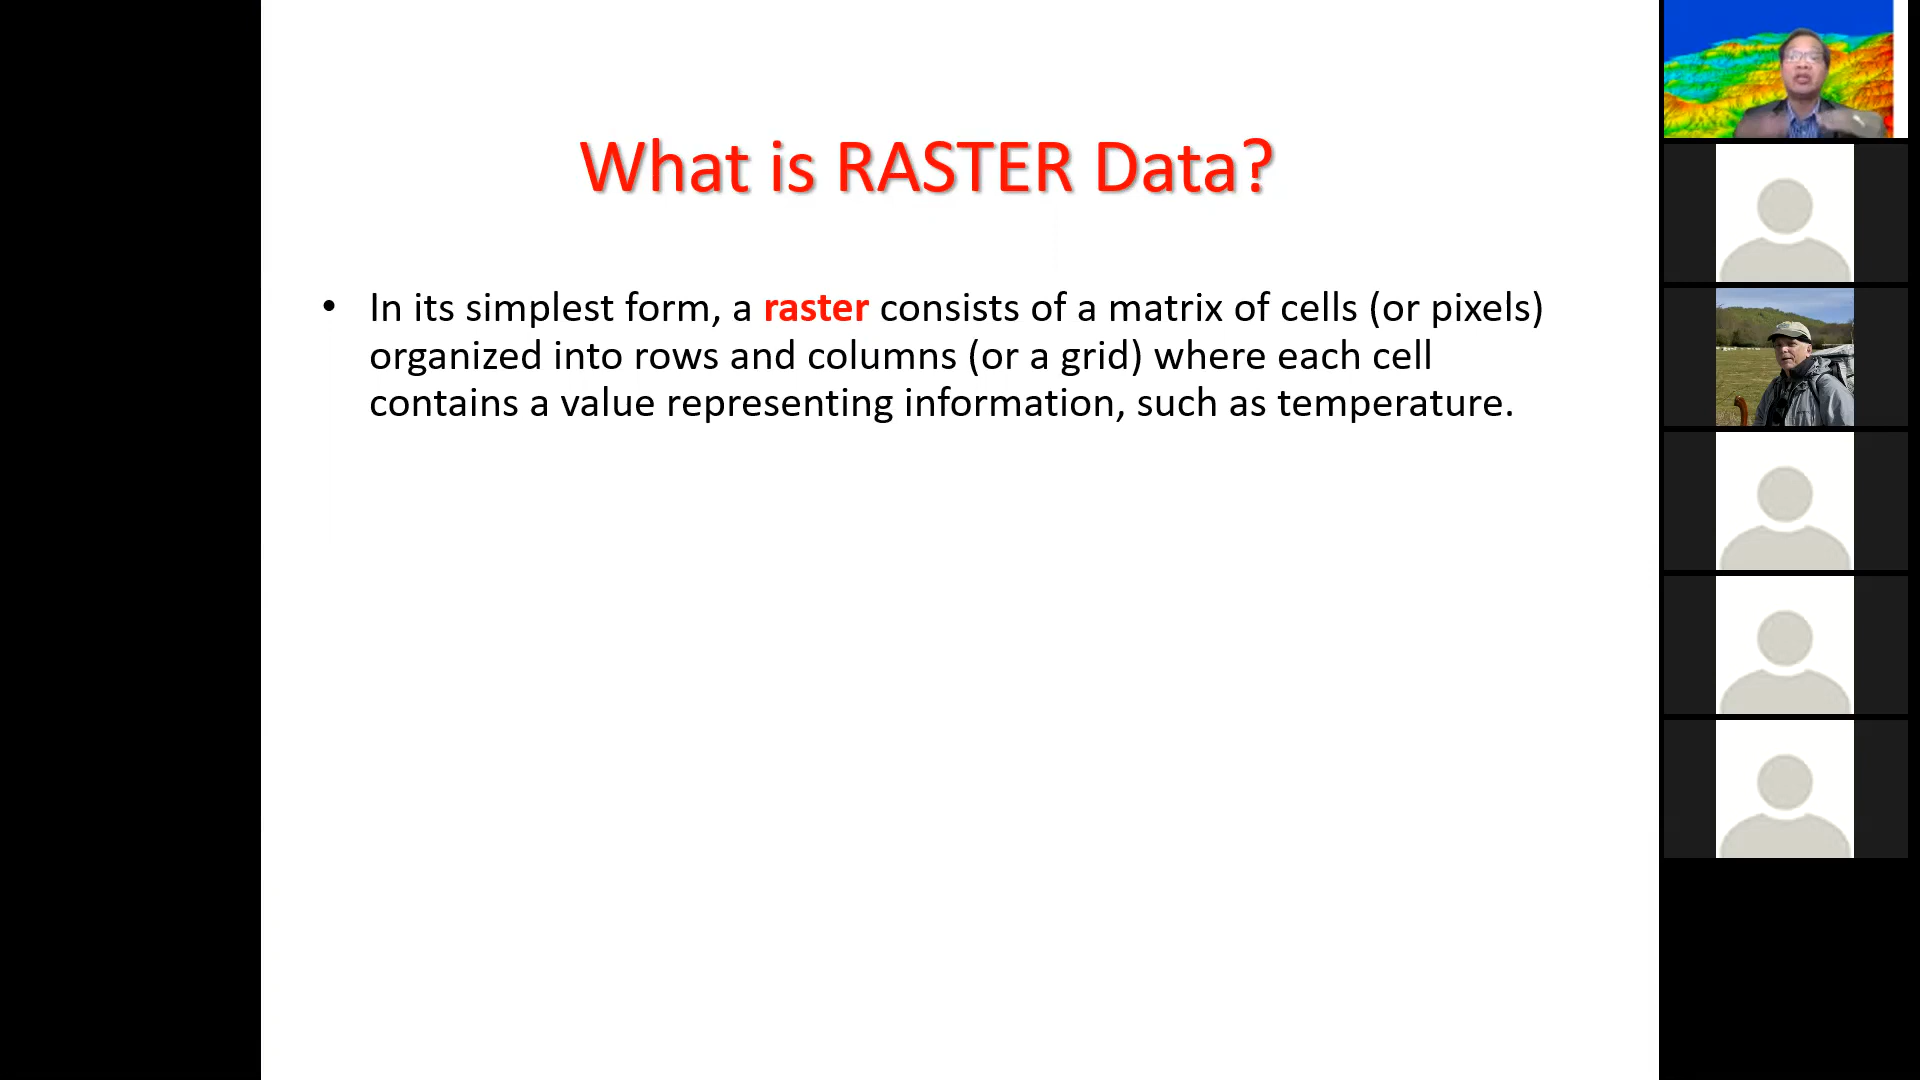 What is RASTER Data?
• In its simplest form, a raster consists of a matrix of cells (or pixels)
organized into rows and columns (or a grid) where each cell
contains a value representing information, such as temperature.